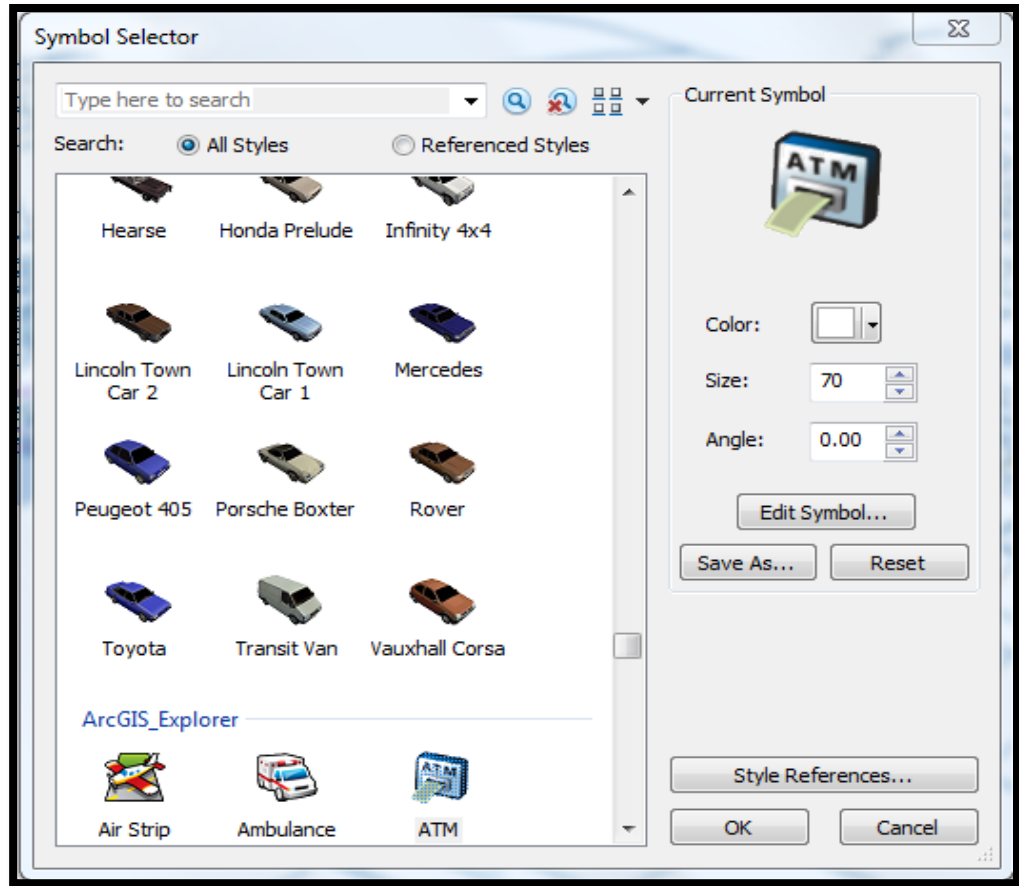 Symbol Selector
Type here to search
Search:
All Styles
Referenced Styles
Hearse
Honda Prelude
Infinity 4x4
Lincoln Town
Car 2
Lincoln Town
Car 1
Mercedes
Peugeot 405
Porsche Boxter
Rover
Toyota
Transit Van
Vauxhall Corsa
ArcGIS_Explorer
ATM
Air Strip
Ambulance
ATM
Current Symbol
ATM
Color:
Size:
70
Angle:
0.00
Edit Symbol...
Save As...
Reset
Style References...
OK
Cancel